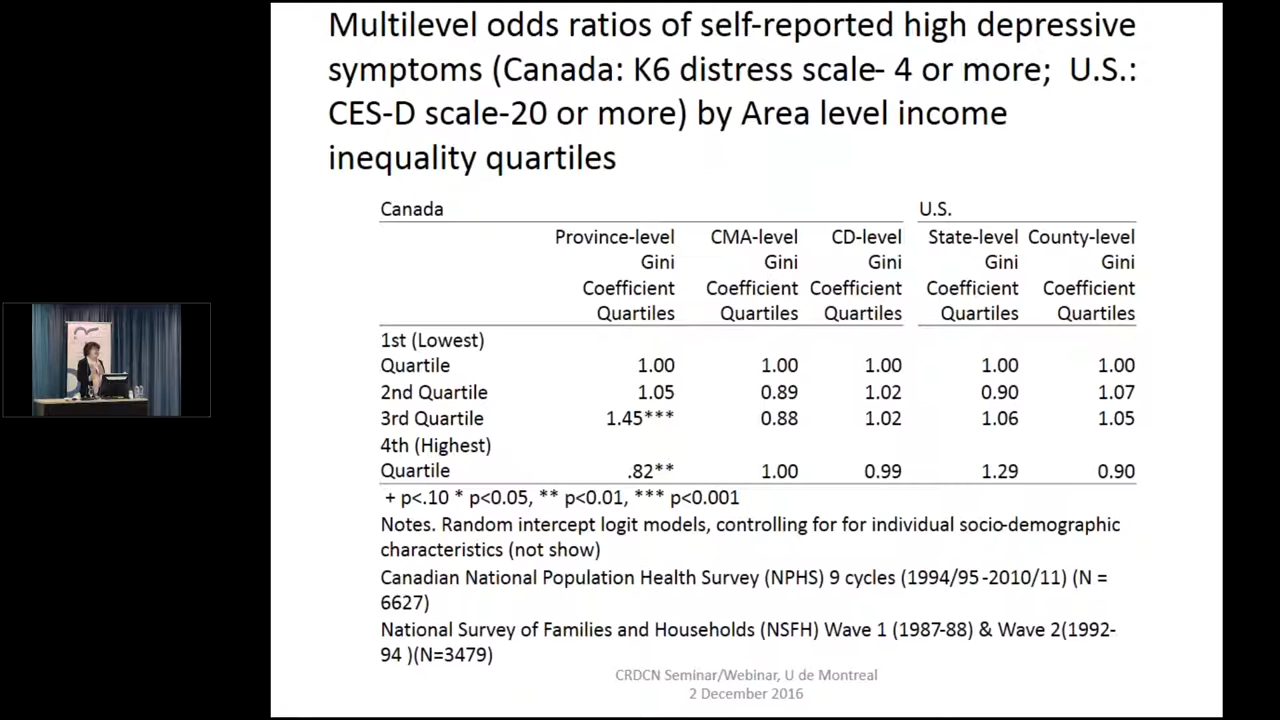 Multilevel odds ratios of self-reported high depressive
symptoms (Canada: K6 distress scale- 4 or more; U.S.:
CES-D scale-20 or more) by Area level income
inequality quartiles
Canada U.S.
Province-level CMA-level CD-level State-level County-level
Gini Gini Gini Gini Gini
Coefficient Coefficient Coefficient Coefficient Coefficient
Quartiles Quartiles Quartiles Quartiles Quartiles
1st (Lowest)
Quartile 1.00 1.00 1.00 1.00 1.00
2nd Quartile 1.05 0.89 1.02 0.90 1.07
3rd Quartile 1.45*** 0.88 1.02 1.06 1.05
4th (Highest)
Quartile .82** 1.00 0.99 1.29 0.90
+ p<.10 * p<0.05, ** p<0.01, *** p<0.001
Notes. Random intercept logit models, controlling for for individual socio-demographic
characteristics (not show)
Canadian National Population Health Survey (NPHS) 9 cycles (1994/95-2010/11) (N =
6627)
National Survey of Families and Households (NSFH) Wave 1 (1987-88) & Wave 2(1992-
94 )(N=3479)
CRDCN Seminar/Webinar, U de Montreal
2 December 2016